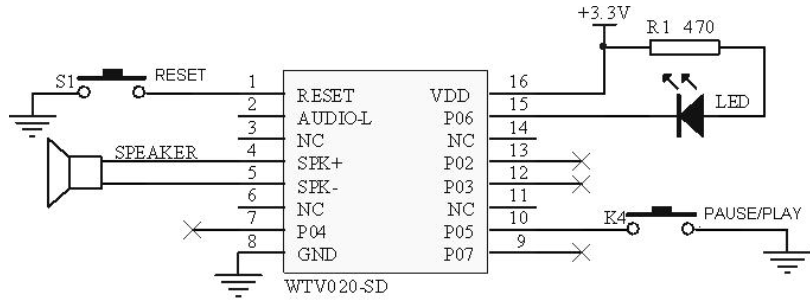 +3.3V
R1 470
S1 RESET
1 RESET VDD 16
2 AUDIO-L P06 15
LED
3 NC NC 14
SPEAKER
4 SPK+ P02 13
5 SPK- P03 12
6 NC NC 11
7 P04 P05 10
K4 PAUSE/PLAY
8 GND P07 9
WTV020-SD